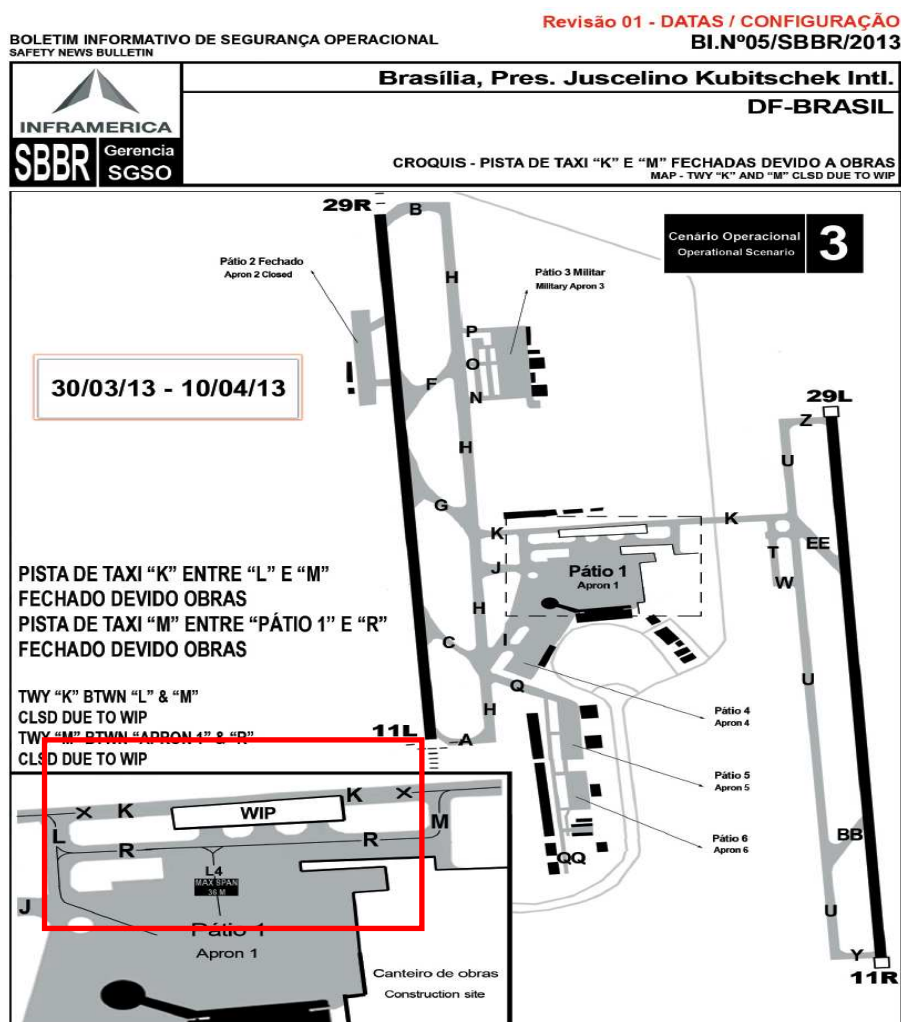 Revisão 01 - DATAS / CONFIGURAÇÃO
BOLETIM INFORMATIVO DE SEGURANÇA OPERACIONAL
SAFETY NEWS BULLETIN
BI.Nº05/SBBR/2013
INFRAMERICA
SBBR Gerencia
SGSO
Brasília, Pres. Juscelino Kubitschek Intl.
DF-BRASIL
CROQUIS - PISTA DE TAXI “K” E “M” FECHADAS DEVIDO A OBRAS
MAP - TWY “K” AND “M” CLSD DUE TO WIP
29R
B
Cenário Operacional
Operational Scenario
3
Pátio 2 Fechado
Apron 2 Closed
H
Pátio 3 Militar
Military Apron 3
P
O
N
F
30/03/13 - 10/04/13
29L
Z
H
U
G
K
K
EE
J
T
W
Pátio 1
Apron 1
PISTA DE TAXI “K” ENTRE “L” E “M”
FECHADO DEVIDO OBRAS
PISTA DE TAXI “M” ENTRE “PÁTIO 1” E “R”
FECHADO DEVIDO OBRAS
H
C
I
Q
U
TWY “K” BTWN “L” & “M”
CLSD DUE TO WIP
TWY “M” BTWN “APRON 1” & “R”
CLSD DUE TO WIP
H
11L
A
Pátio 4
Apron 4
Pátio 5
Apron 5
Pátio 6
Apron 6
QQ
BB
U
Y
11R
K
WIP
K
L
R
R
M
L4
MAX SPAN
36 M
J
Pátio 1
Apron 1
Canteiro de obras
Construction site